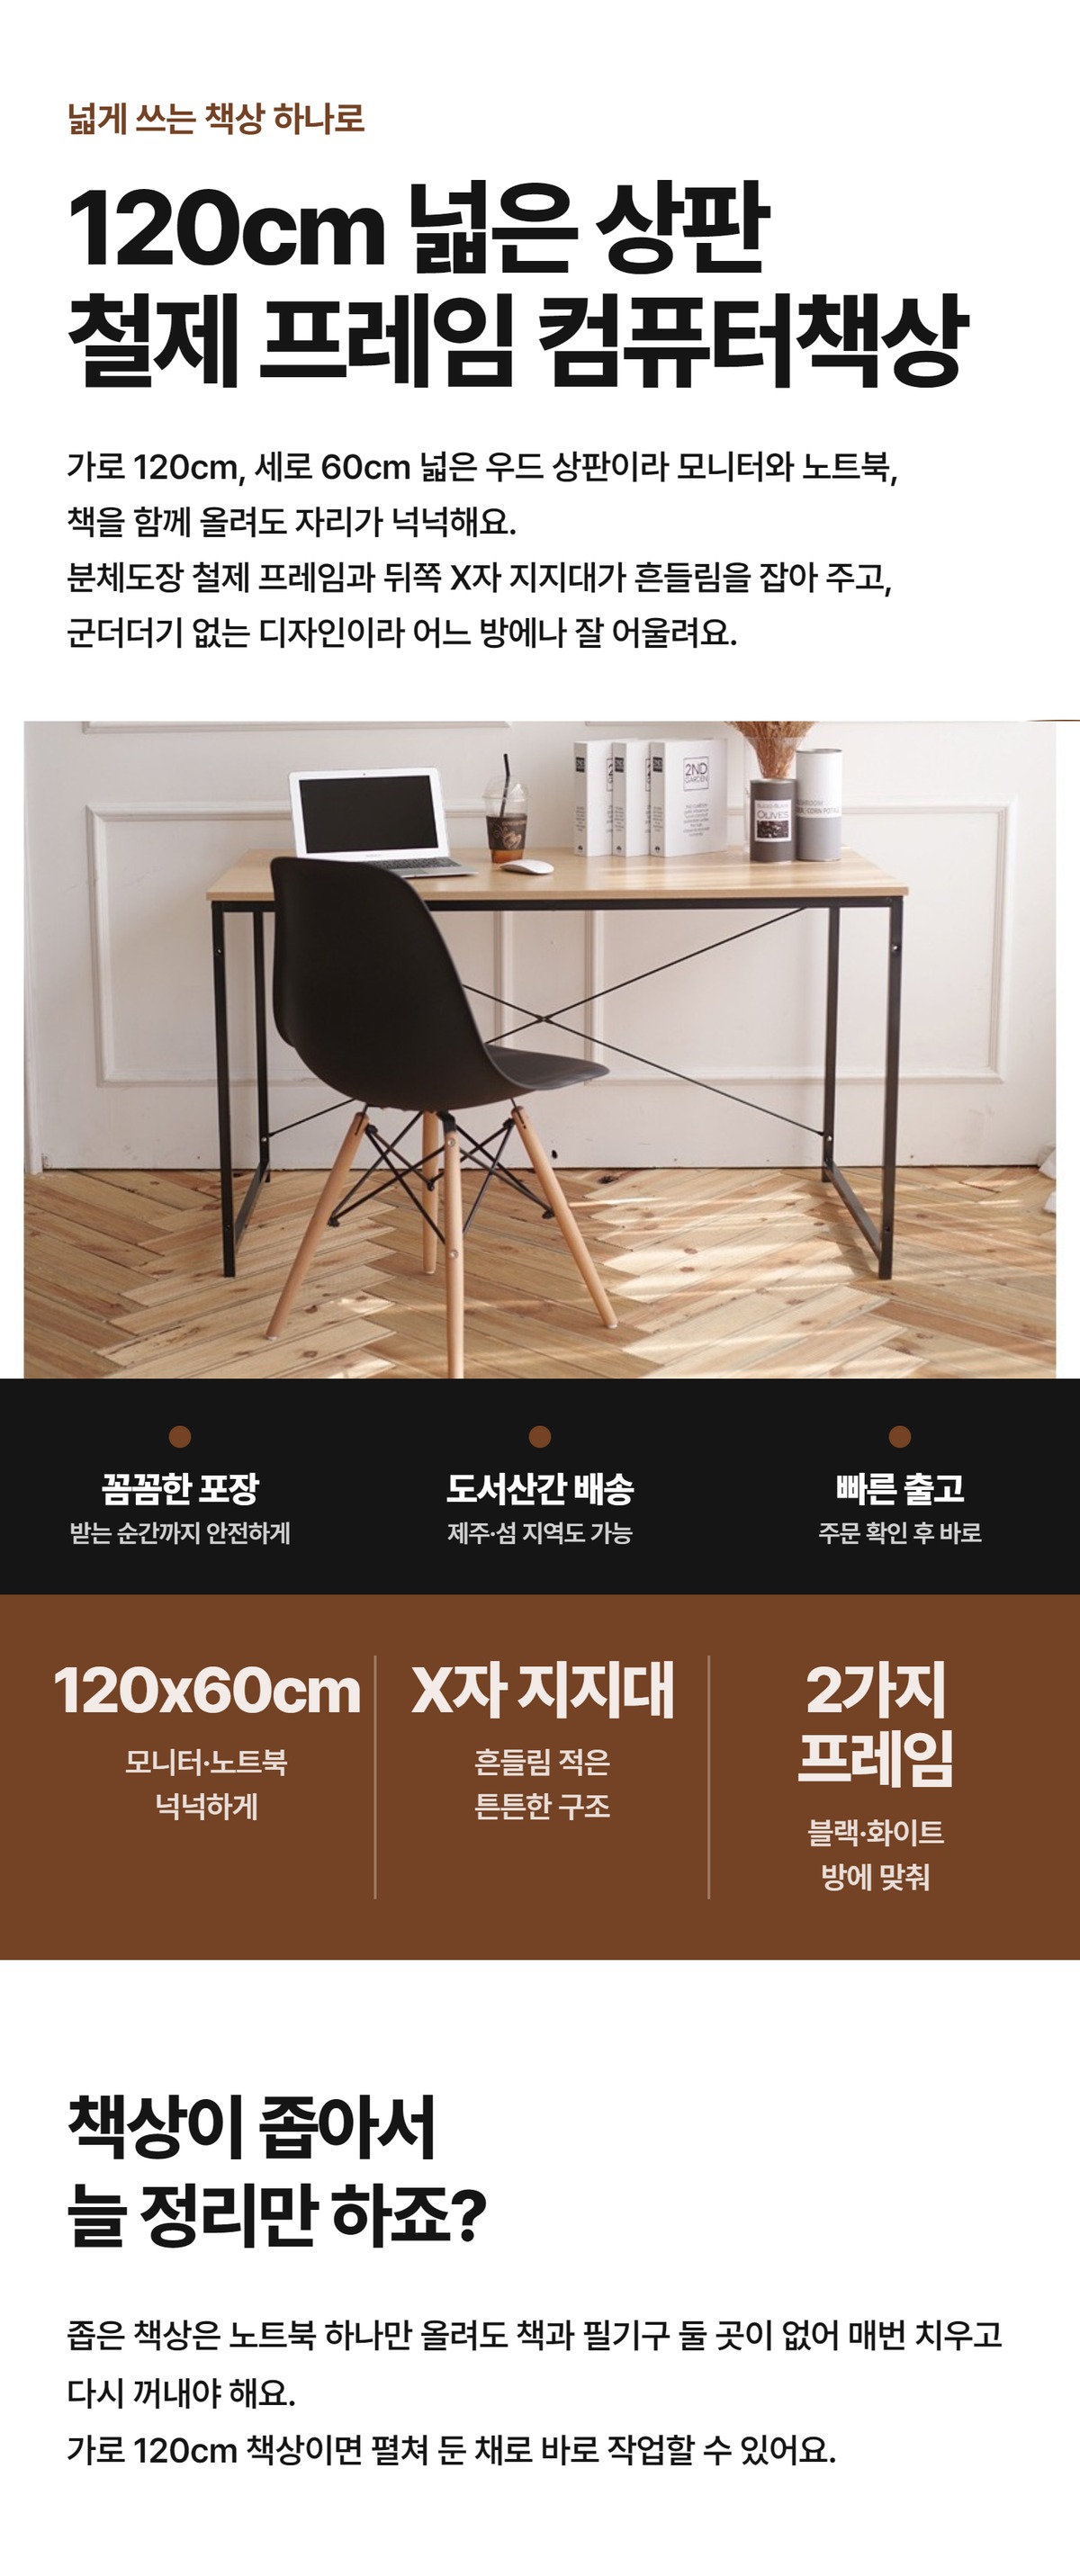 넓게 쓰는 책상 하나로
120cm 넓은 상판
철제 프레임 컴퓨터책상
가로 120cm, 세로 60cm 넓은 우드 상판이라 모니터와 노트북,
책을 함께 올려도 자리가 넉넉해요.
분체도장 철제 프레임과 뒤쪽 X자 지지대가 흔들림을 잡아 주고,
군더더기 없는 디자인이라 어느 방에나 잘 어울려요.
2ND
GARDEN
OLIVES
꼼꼼한 포장
받는 순간까지 안전하게
도서산간 배송
제주·섬 지역도 가능
빠른 출고
주문 확인 후 바로
120x60cm
모니터·노트북
넉넉하게
X자 지지대
흔들림 적은
튼튼한 구조
2가지
프레임
블랙·화이트
방에 맞춰
책상이 좁아서
늘 정리만 하죠?
좁은 책상은 노트북 하나만 올려도 책과 필기구 둘 곳이 없어 매번 치우고
다시 꺼내야 해요.
가로 120cm 책상이면 펼쳐 둔 채로 바로 작업할 수 있어요.